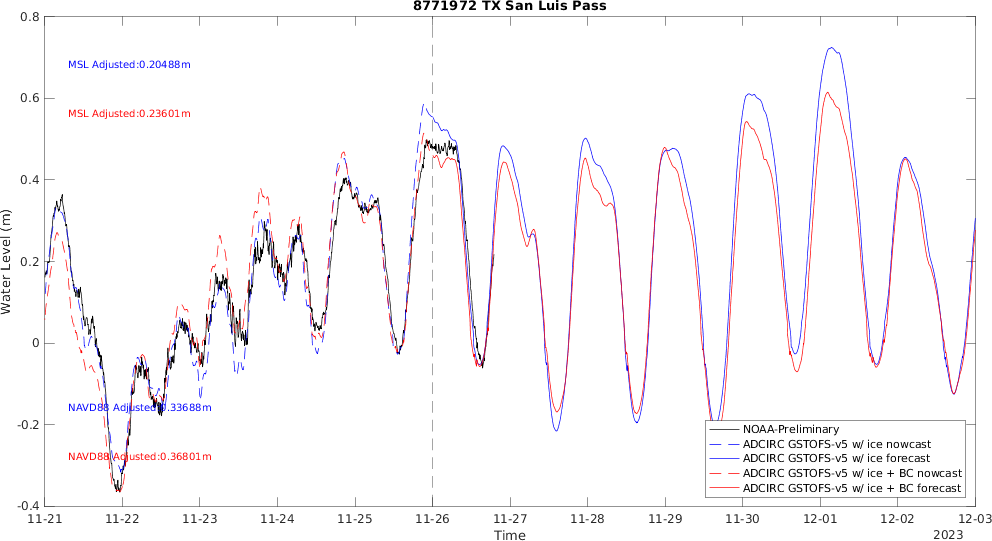 8771972 TX San Luis Pass
0.8
0.6
0.4
0.2
0
-0.2
-0.4
Water Level (m)
MSL Adjusted:0.20488m
MSL Adjusted:0.23601m
NAVD88 Adjusted:0.33688m
NAVD88 Adjusted:0.36801m
NOAA-Preliminary
ADCIRC GSTOFS-v5 w/ ice nowcast
ADCIRC GSTOFS-v5 w/ ice forecast
ADCIRC GSTOFS-v5 w/ ice + BC nowcast
ADCIRC GSTOFS-v5 w/ ice + BC forecast
11-21 11-22 11-23 11-24 11-25 11-26 11-27 11-28 11-29 11-30 12-01 12-02 12-03
Time
2023